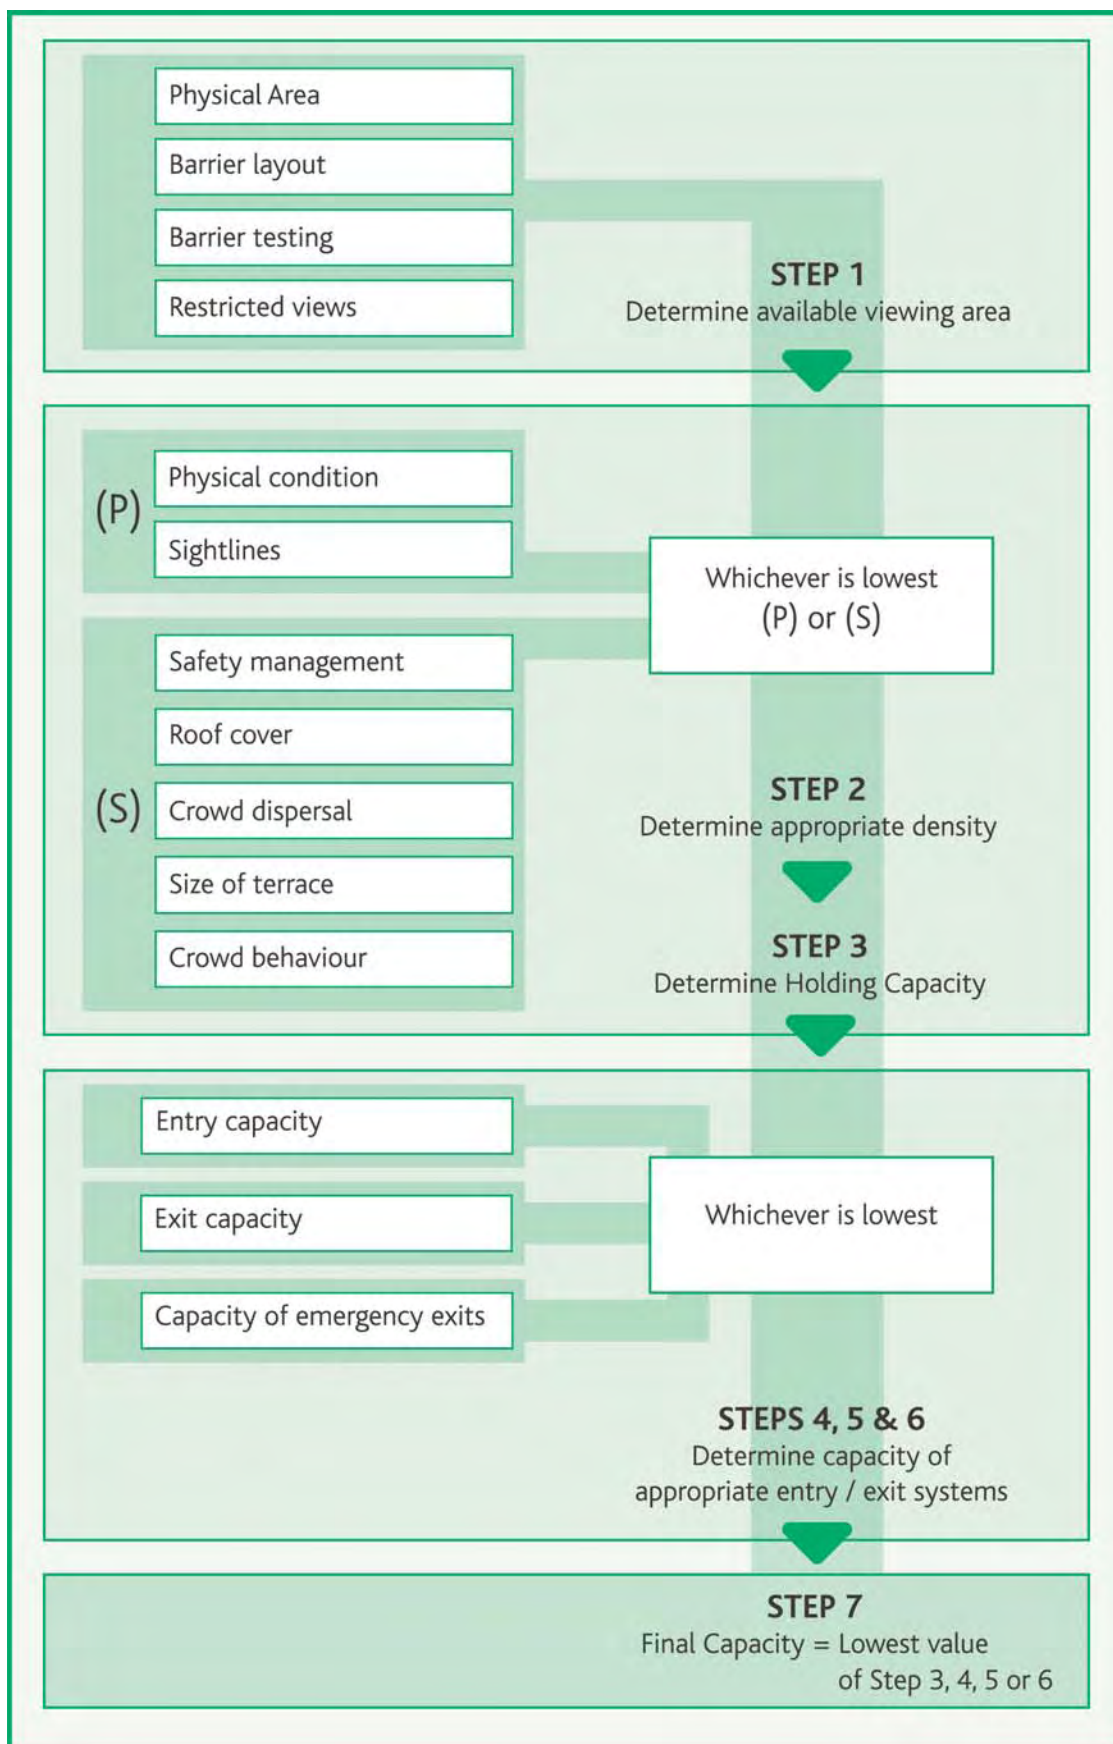 Physical Area
Barrier layout
Barrier testing
Restricted views
STEP 1
Determine available viewing area
(P)
Physical condition
Sightlines
Whichever is lowest
(P) or (S)
(S)
Safety management
Roof cover
Crowd dispersal
Size of terrace
Crowd behaviour
STEP 2
Determine appropriate density
STEP 3
Determine Holding Capacity
Entry capacity
Exit capacity
Capacity of emergency exits
Whichever is lowest
STEPS 4, 5 & 6
Determine capacity of
appropriate entry / exit systems
STEP 7
Final Capacity = Lowest value
of Step 3, 4, 5 or 6